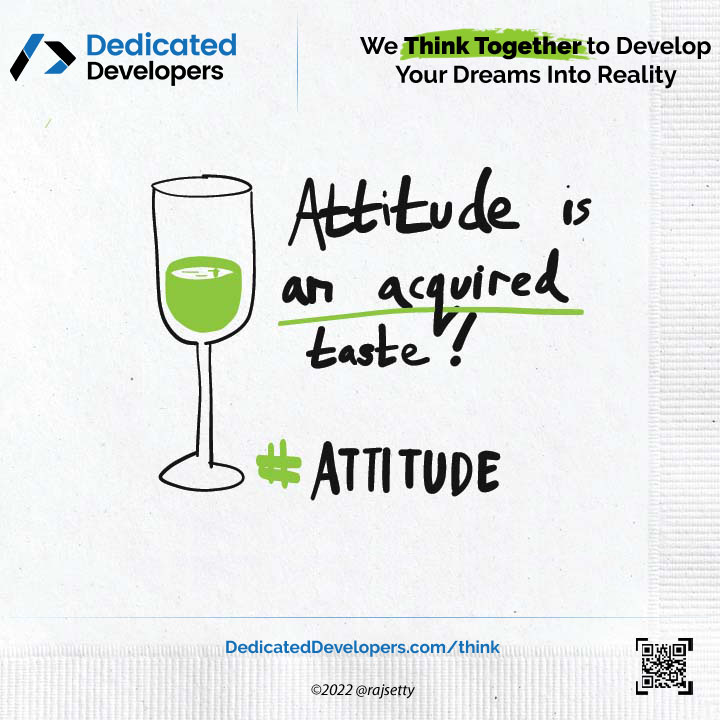 Dedicated
Developers
We Think Together to Develop
Your Dreams Into Reality
Attitude is
an acquired
taste!
# ATTITUDE
DedicatedDevelopers.com/think
©2022 @rajsetty